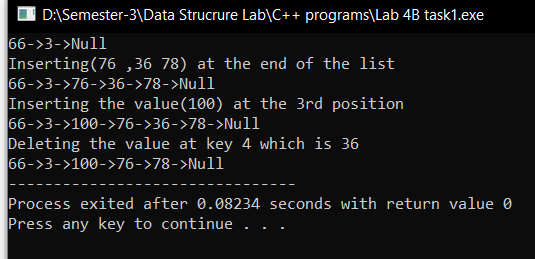 D:\Semester-3\Data Strucrure Lab\C++ programs\Lab 4B task1.exe
66->3->Null
Inserting(76 ,36 78) at the end of the list
66->3->76->36->78->Null
Inserting the value(100) at the 3rd position
66->3->100->76->36->78->Null
Deleting the value at key 4 which is 36
66->3->100->76->78->Null
--------------------------------
Process exited after 0.08234 seconds with return value 0
Press any key to continue . . .